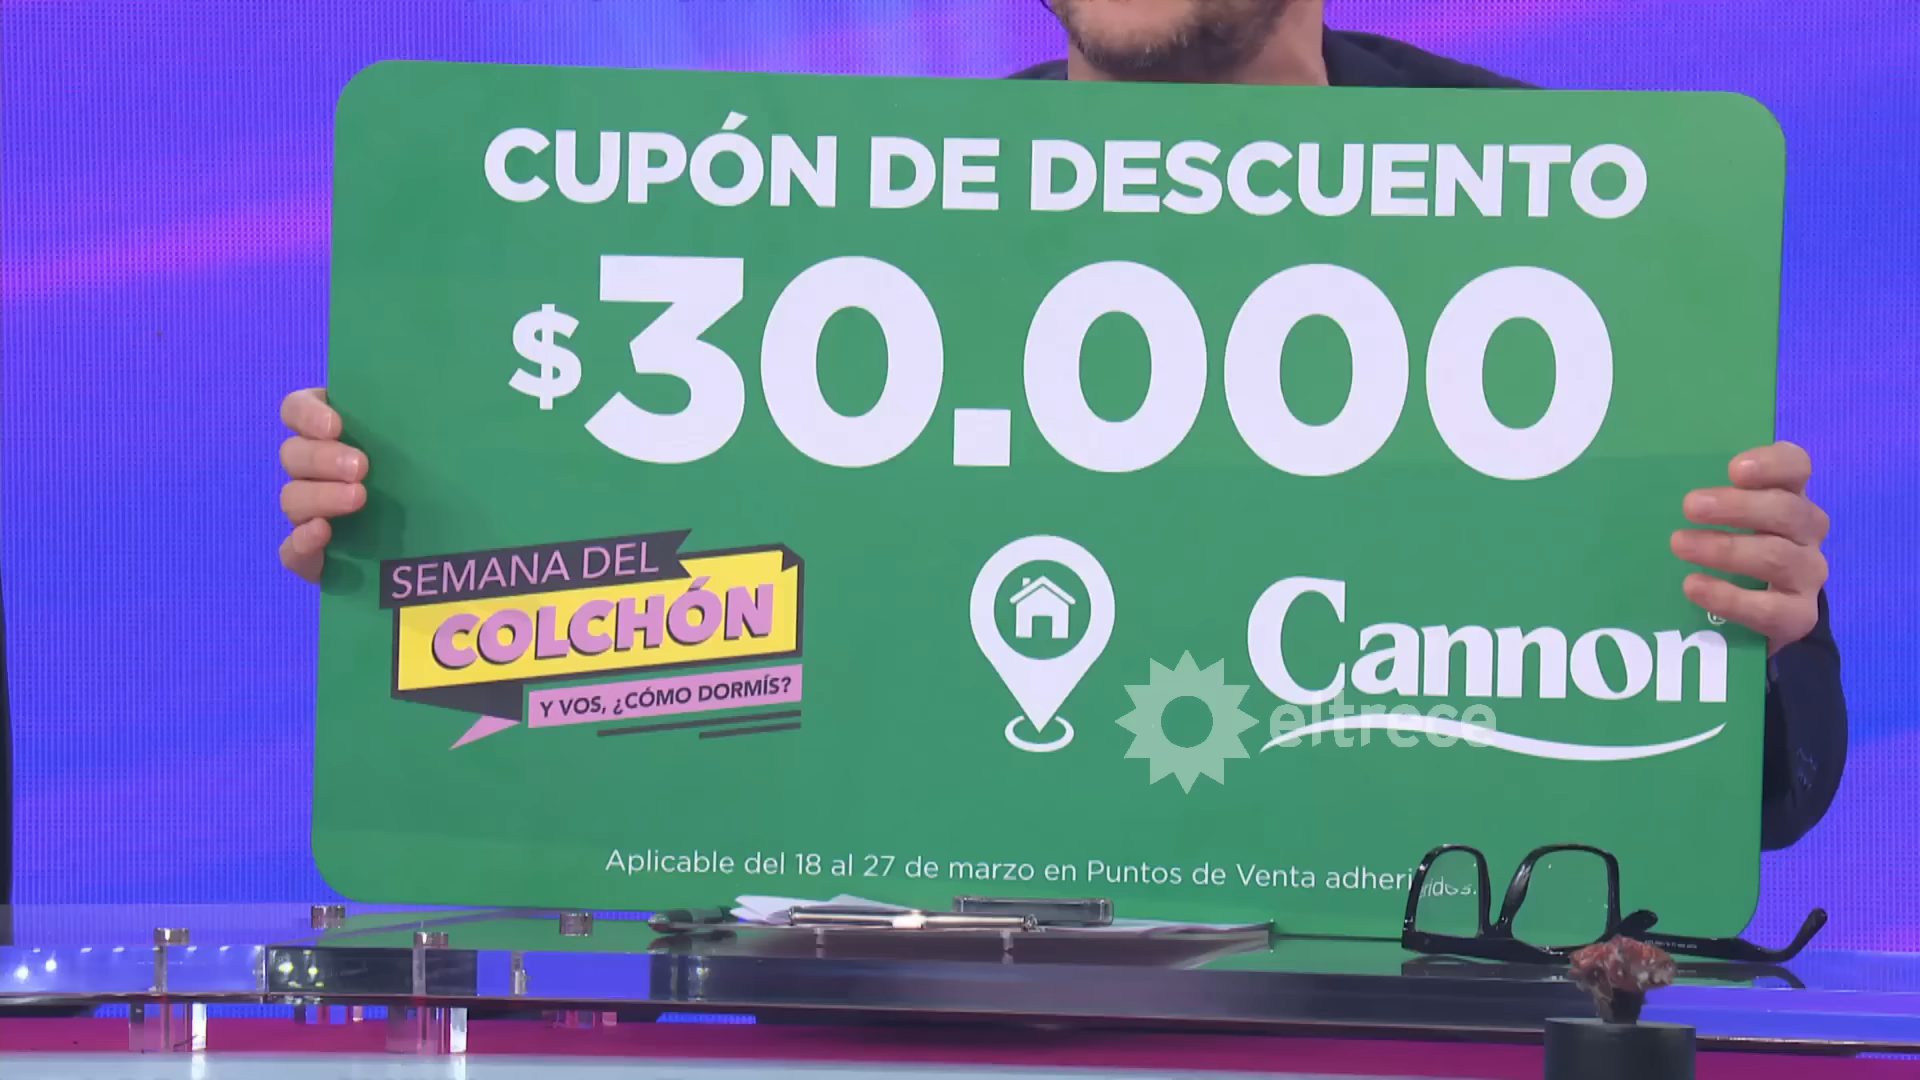 CUPÓN DE DESCUENTO
$30.000
SEMANA DEL
COLCHÓN
Y VOS, ¿CÓMO DORMÍS?
Cannon®
eltrece
Aplicable del 18 al 27 de marzo en Puntos de Venta adheridos.